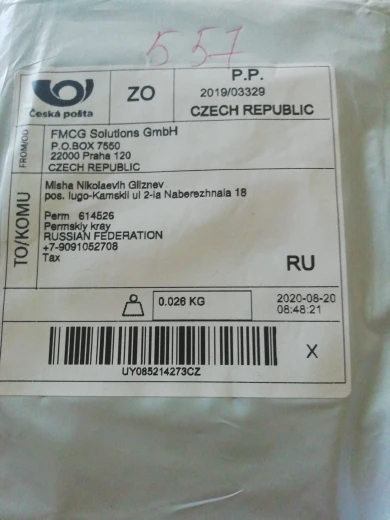 557
Česká pošta
ZO
P.P.
2019/03329
CZECH REPUBLIC
FROM/OD
FMCG Solutions GmbH
P.O.BOX 7550
22000 Praha 120
CZECH REPUBLIC
TO/KOMU
Misha Nikolaevih Gliznev
pos. Iugo-Kamskii ul 2-ia Naberezhnaia 18
Perm 614526
Permskiy kray
RUSSIAN FEDERATION
+7-9091052708
Tax
RU
0.026 KG
2020-08-20
08:48:21
X
UY085214273CZ